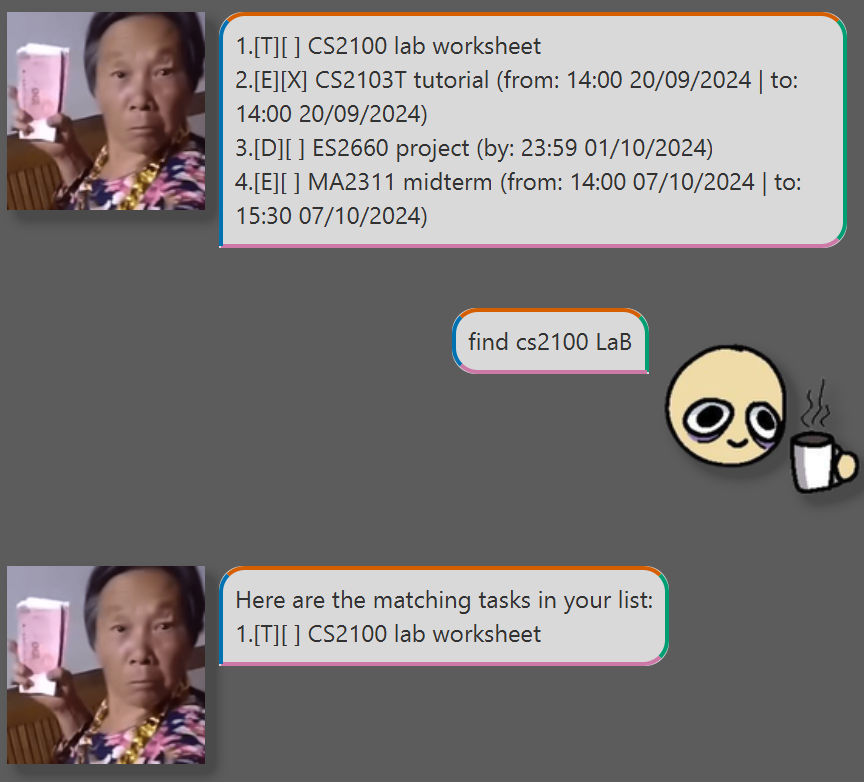 1.[T][ ] CS2100 lab worksheet
2.[E][X] CS2103T tutorial (from: 14:00 20/09/2024 | to:
14:00 20/09/2024)
3.[D][ ] ES2660 project (by: 23:59 01/10/2024)
4.[E][ ] MA2311 midterm (from: 14:00 07/10/2024 | to:
15:30 07/10/2024)
find cs2100 LaB
Here are the matching tasks in your list:
1.[T][ ] CS2100 lab worksheet